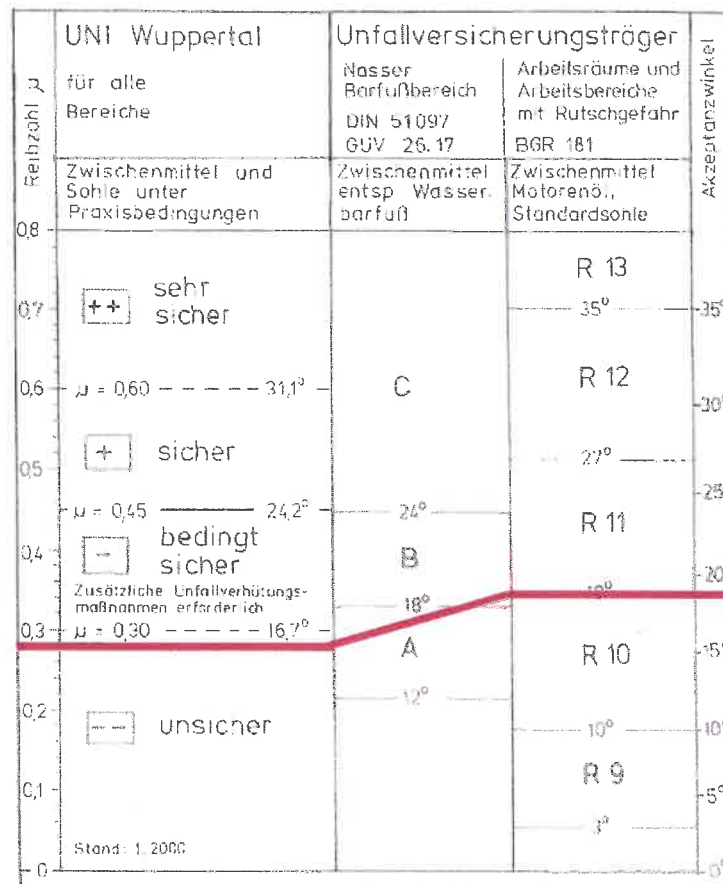 Reibzahl µ
UNI Wuppertal
für alle
Bereiche
Zwischenmittel und
Sohle unter
Praxisbedingungen
Unfallversicherungsträger
Nasser
Barfußbereich
DIN 51097
GUV 26.17
Zwischenmittel
entsp Wasser.
barfuß
Arbeitsräume und
Arbeitsbereiche
mit Rutschgefahr
BGR 181
Zwischenmittel
Motorenöl,
Standardsohle
Akzeptanzwinkel
0,8
0,7
0,6
0,5
0,4
0,3
0,2
0,1
0
++ sehr
sicher
µ = 0,60 31,1°
+ sicher
µ = 0,45 24,2°
- bedingt
sicher
Zusätzliche Unfallverhütungs-
maßnahmen erforderlich
µ = 0,30 16,7°
-- unsicher
Stand: 1.2000
C
24°
B
18°
A
12°
R 13
35°
R 12
27°
R 11
R 10
10°
R 9
3°
35°
30°
25°
20°
15°
10°
5°
0°